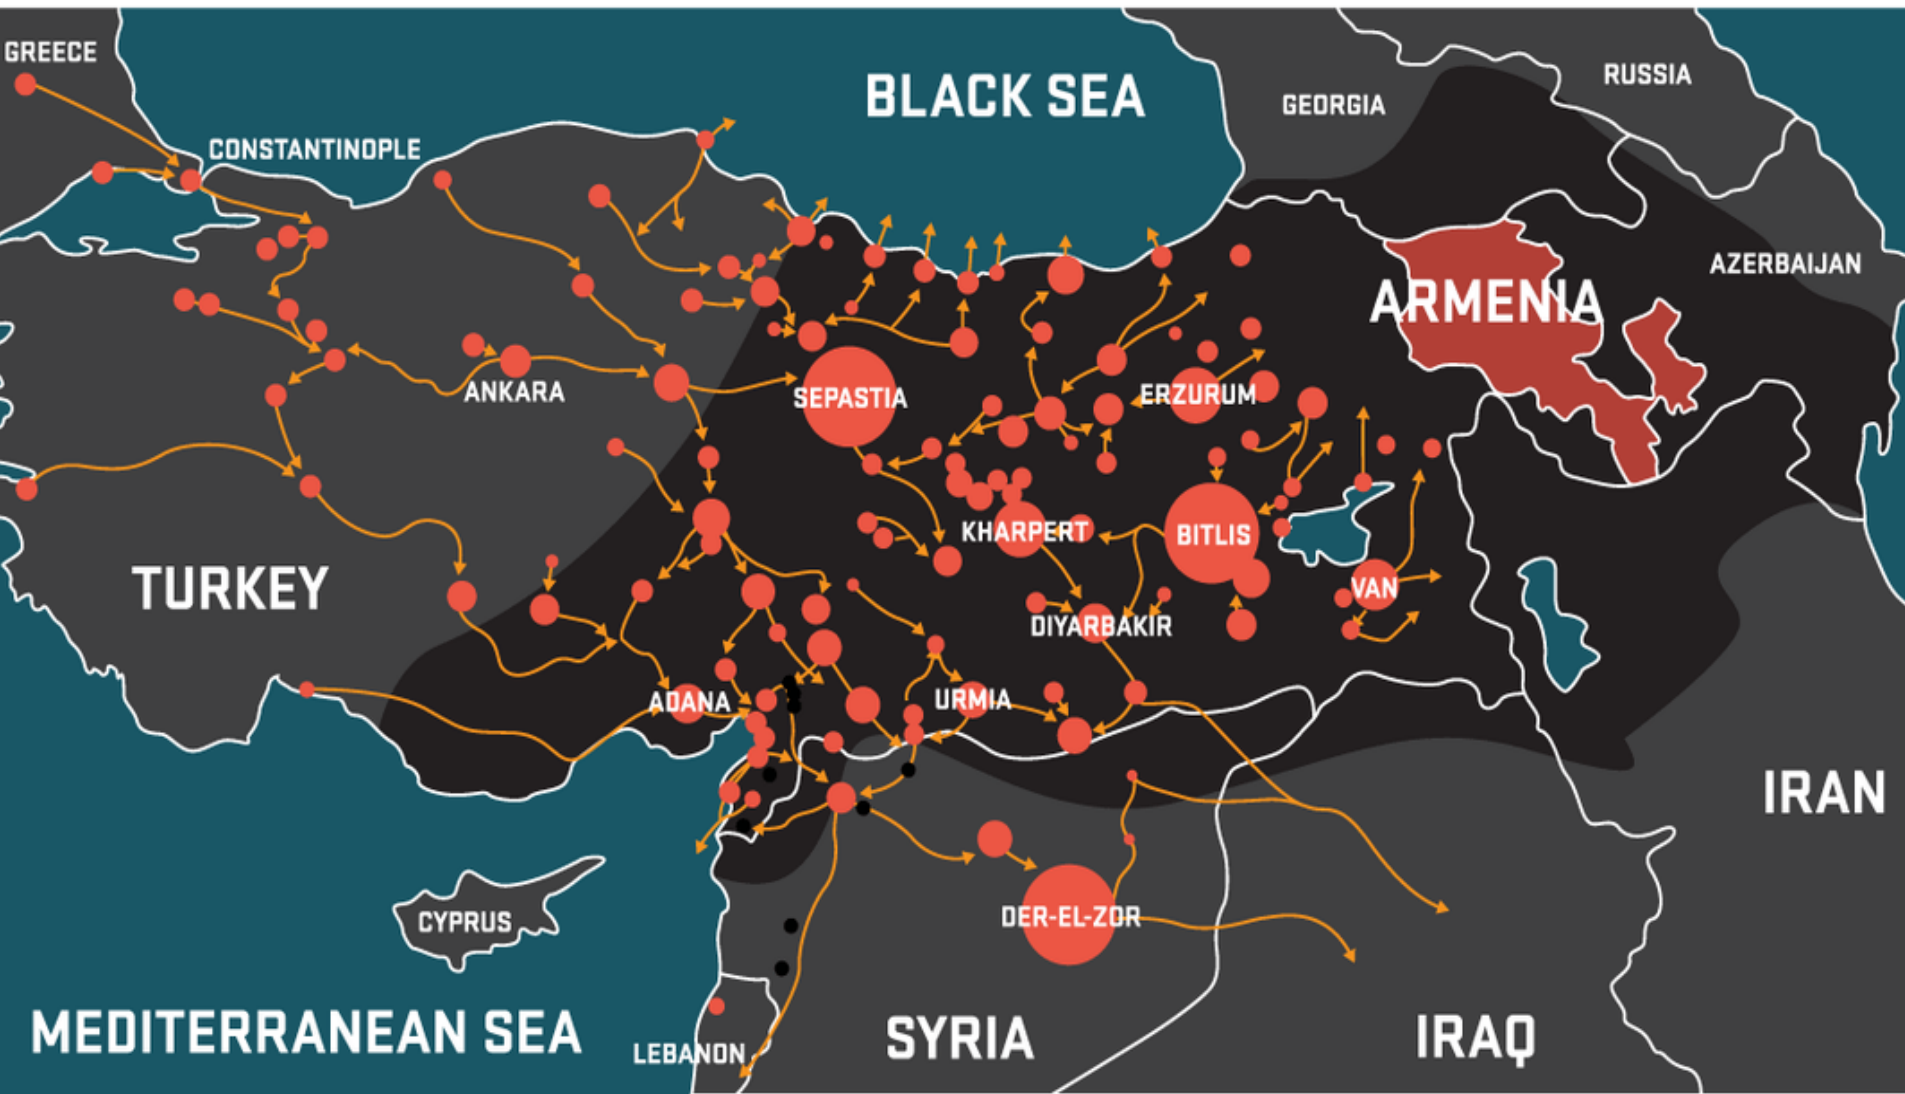 GREECE
BLACK SEA
RUSSIA
GEORGIA
CONSTANTINOPLE
AZERBAIJAN
ARMENIA
ANKARA
SEPASTIA
ERZURUM
KHARPERT
BITLIS
TURKEY
VAN
DIYARBAKIR
ADANA
URMIA
IRAN
CYPRUS
DER-EL-ZOR
MEDITERRANEAN SEA
SYRIA
IRAQ
LEBANON